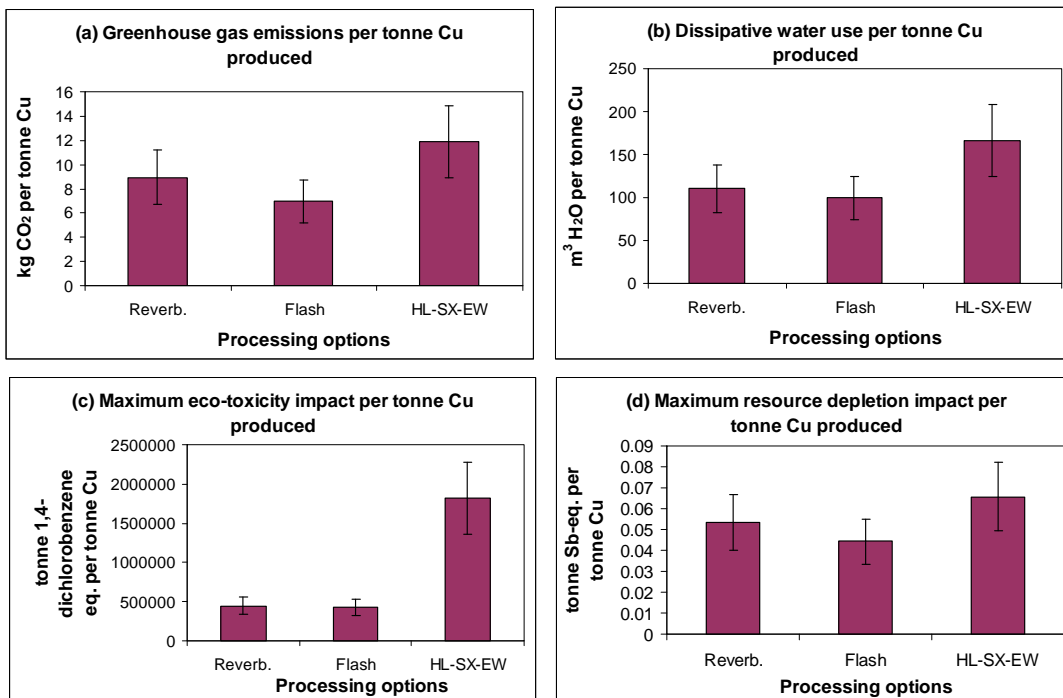 (a) Greenhouse gas emissions per tonne Cu
produced
kg CO₂ per tonne Cu
16
14
12
10
8
6
4
2
0
Reverb.
Flash
HL-SX-EW
Processing options
(b) Dissipative water use per tonne Cu
produced
m³ H₂O per tonne Cu
250
200
150
100
50
0
Reverb.
Flash
HL-SX-EW
Processing options
(c) Maximum eco-toxicity impact per tonne Cu
produced
tonne 1,4-
dichlorobenzene
eq. per tonne Cu
2500000
2000000
1500000
1000000
500000
0
Reverb.
Flash
HL-SX-EW
Processing options
(d) Maximum resource depletion impact per
tonne Cu produced
tonne Sb-eq. per
tonne Cu
0.09
0.08
0.07
0.06
0.05
0.04
0.03
0.02
0.01
0
Reverb.
Flash
HL-SX-EW
Processing options